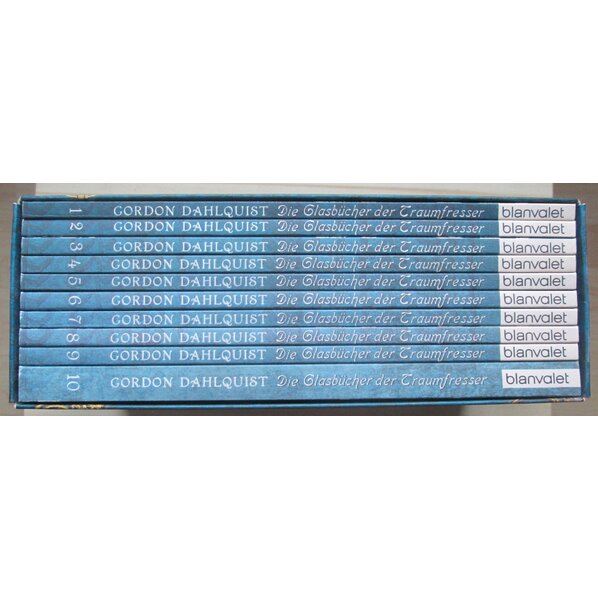 1 GORDON DAHLQUIST Die Glasbücher der Traumfresser blanvalet
2 GORDON DAHLQUIST Die Glasbücher der Traumfresser blanvalet
3 GORDON DAHLQUIST Die Glasbücher der Traumfresser blanvalet
4 GORDON DAHLQUIST Die Glasbücher der Traumfresser blanvalet
5 GORDON DAHLQUIST Die Glasbücher der Traumfresser blanvalet
6 GORDON DAHLQUIST Die Glasbücher der Traumfresser blanvalet
7 GORDON DAHLQUIST Die Glasbücher der Traumfresser blanvalet
8 GORDON DAHLQUIST Die Glasbücher der Traumfresser blanvalet
9 GORDON DAHLQUIST Die Glasbücher der Traumfresser blanvalet
10 GORDON DAHLQUIST Die Glasbücher der Traumfresser blanvalet